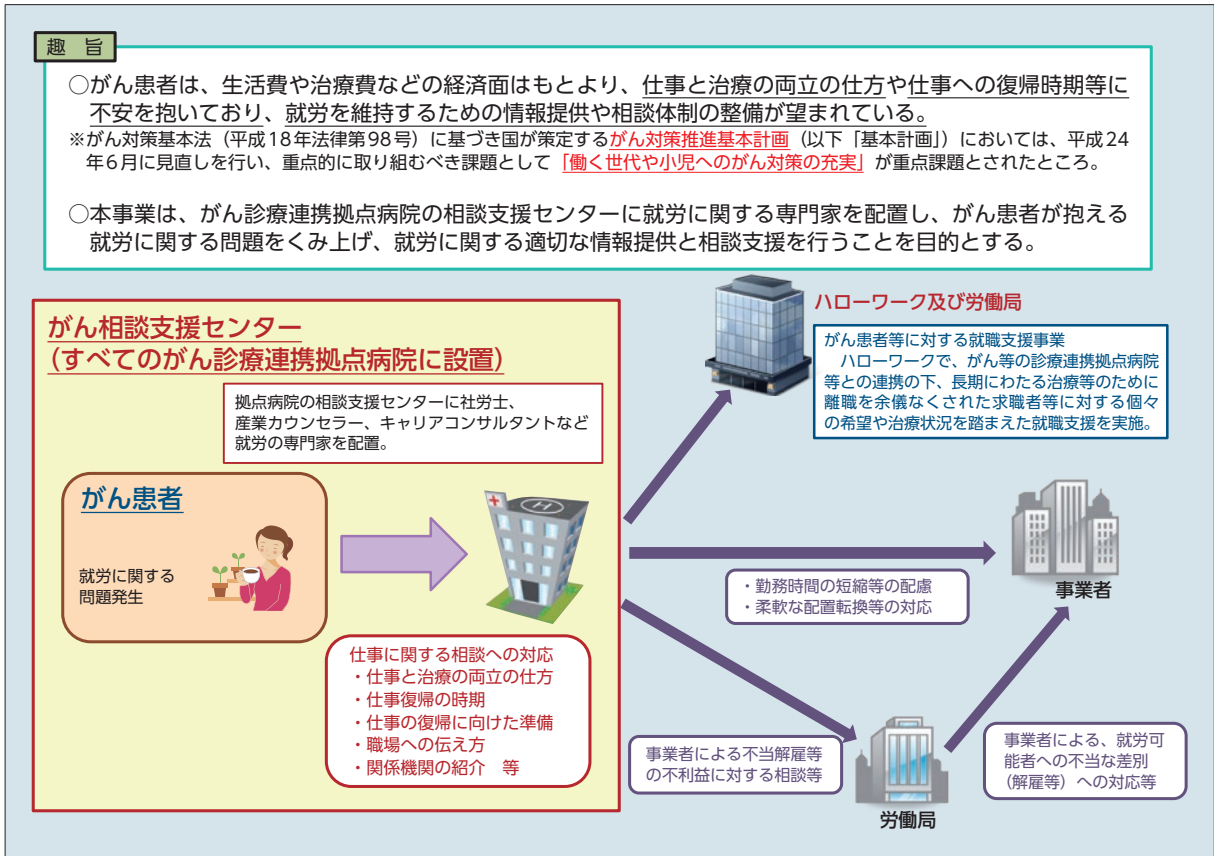 趣 旨
○がん患者は、生活費や治療費などの経済面はもとより、仕事と治療の両立の仕方や仕事への復帰時期等に
不安を抱いており、就労を維持するための情報提供や相談体制の整備が望まれている。
※がん対策基本法（平成18年法律第98号）に基づき国が策定するがん対策推進基本計画（以下「基本計画」）においては、平成24
年6月に見直しを行い、重点的に取り組むべき課題として「働く世代や小児へのがん対策の充実」が重点課題とされたところ。
○本事業は、がん診療連携拠点病院の相談支援センターに就労に関する専門家を配置し、がん患者が抱える
就労に関する問題をくみ上げ、就労に関する適切な情報提供と相談支援を行うことを目的とする。
がん相談支援センター
（すべてのがん診療連携拠点病院に設置）
拠点病院の相談支援センターに社労士、
産業カウンセラー、キャリアコンサルタントなど
就労の専門家を配置。
がん患者
就労に関する
問題発生
H
仕事に関する相談への対応
・仕事と治療の両立の仕方
・仕事復帰の時期
・仕事の復帰に向けた準備
・職場への伝え方
・関係機関の紹介　等
ハローワーク及び労働局
がん患者等に対する就職支援事業
ハローワークで、がん等の診療連携拠点病院
等との連携の下、長期にわたる治療等のために
離職を余儀なくされた求職者等に対する個々
の希望や治療状況を踏まえた就職支援を実施。
・勤務時間の短縮等の配慮
・柔軟な配置転換等の対応
事業者
事業者による不当解雇等
の不利益に対する相談等
労働局
事業者による、就労可
能者への不当な差別
（解雇等）への対応等